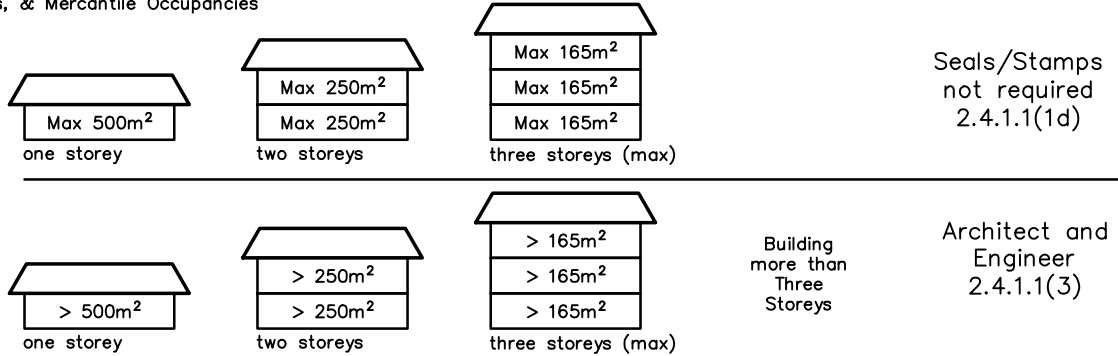 s, & Mercantile Occupancies
Max 500m²
one storey
Max 250m²
Max 250m²
two storeys
Max 165m²
Max 165m²
Max 165m²
three storeys (max)
Seals/Stamps
not required
2.4.1.1(1d)
> 500m²
one storey
> 250m²
> 250m²
two storeys
> 165m²
> 165m²
> 165m²
three storeys (max)
Building
more than
Three
Storeys
Architect and
Engineer
2.4.1.1(3)